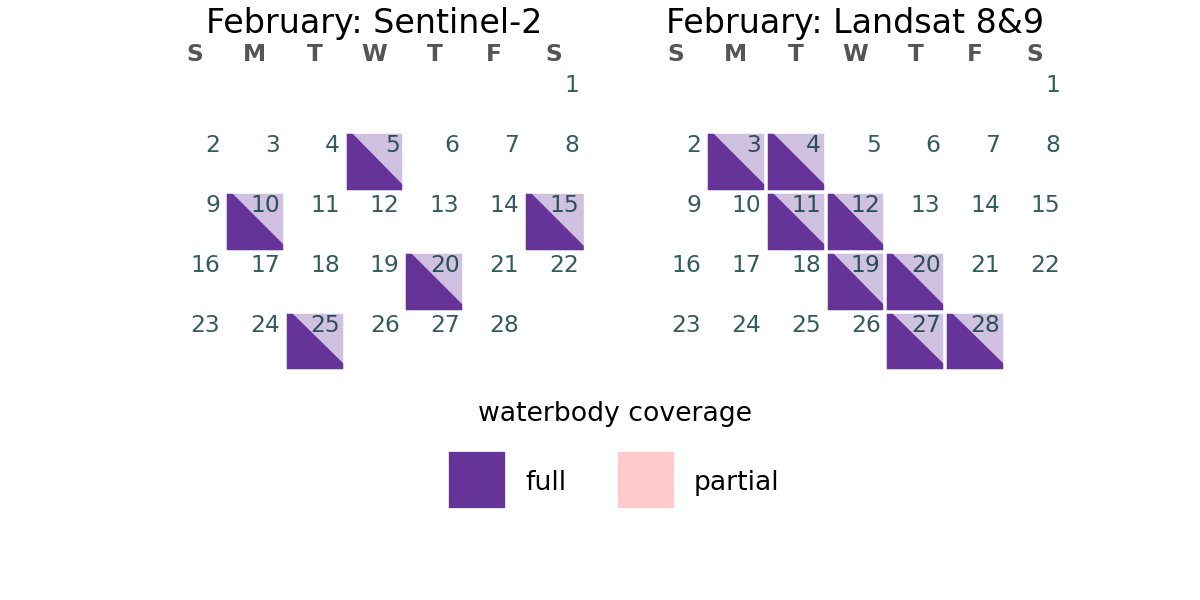 February: Sentinel-2
S M T W T F S
1
2 3 4 5 6 7 8
9 10 11 12 13 14 15
16 17 18 19 20 21 22
23 24 25 26 27 28
February: Landsat 8&9
S M T W T F S
1
2 3 4 5 6 7 8
9 10 11 12 13 14 15
16 17 18 19 20 21 22
23 24 25 26 27 28
waterbody coverage
full partial